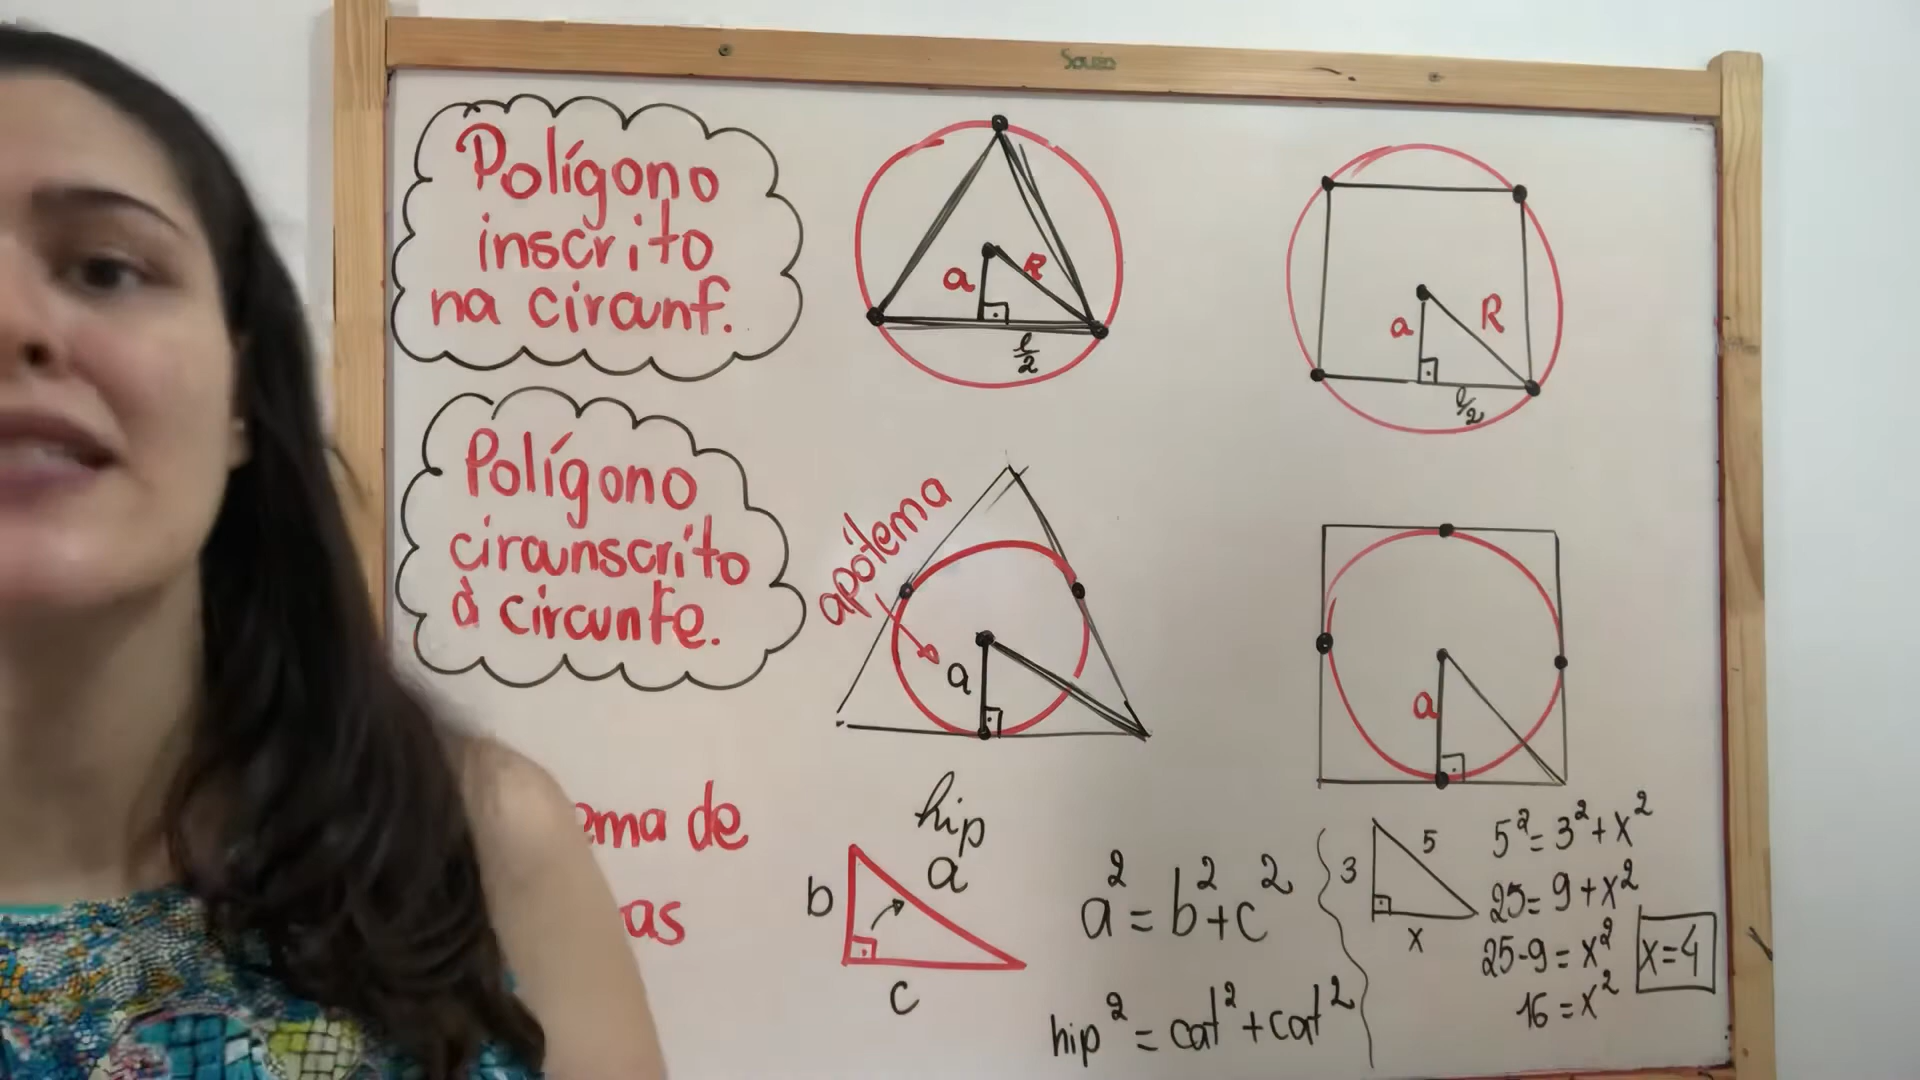 Souza
Polígono
inscrito
na circunf.
a
R
l/2
a
R
l/2
Polígono
circunscrito
à circunfe.
apótema
a
a
ema de
ras
hip
a
b
c
a² = b² + c²
hip² = cat² + cat²
3
5
x
5² = 3² + x²
25 = 9 + x²
25 - 9 = x²
16 = x²
x = 4